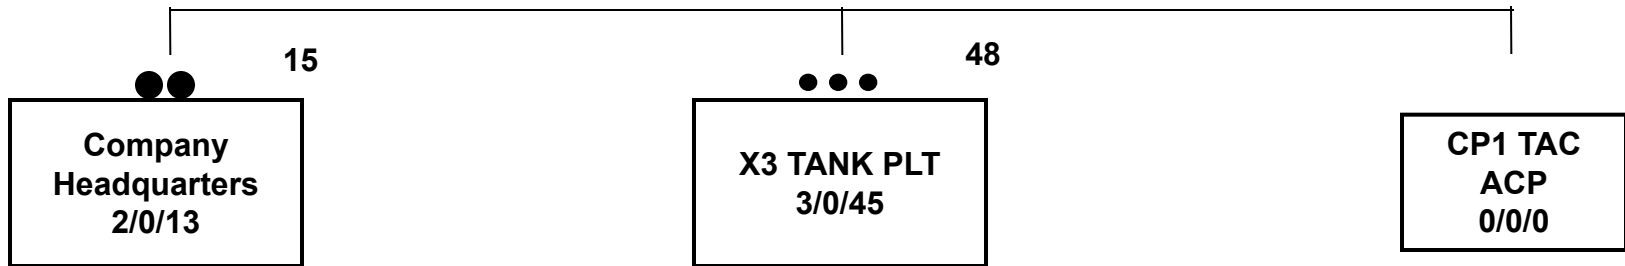 15
48
Company
Headquarters
2/0/13
X3 TANK PLT
3/0/45
CP1 TAC
ACP
0/0/0